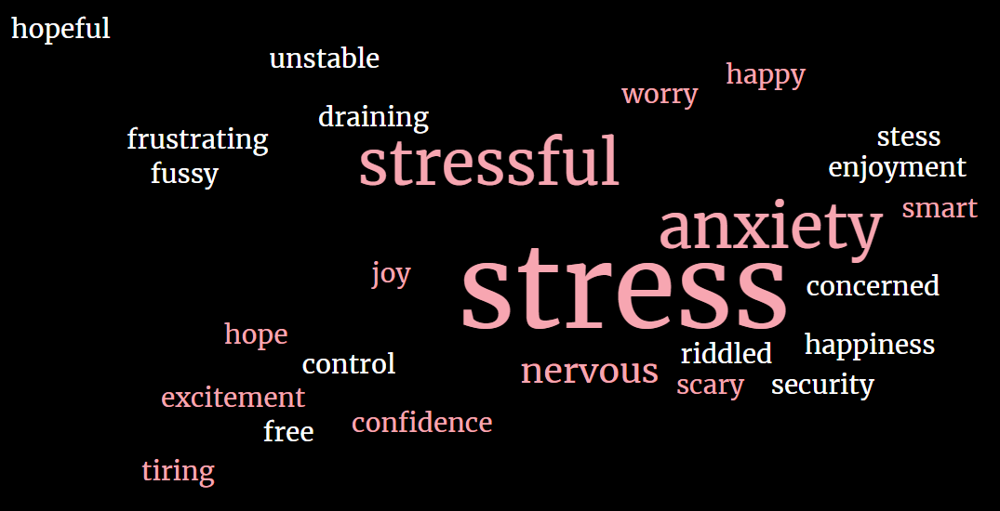 hopeful
unstable
happy
worry
draining
frustrating
stess
stressful
enjoyment
fussy
smart
anxiety
joy
concerned
stress
hope
happiness
riddled
control
nervous
scary
security
excitement
confidence
free
tiring